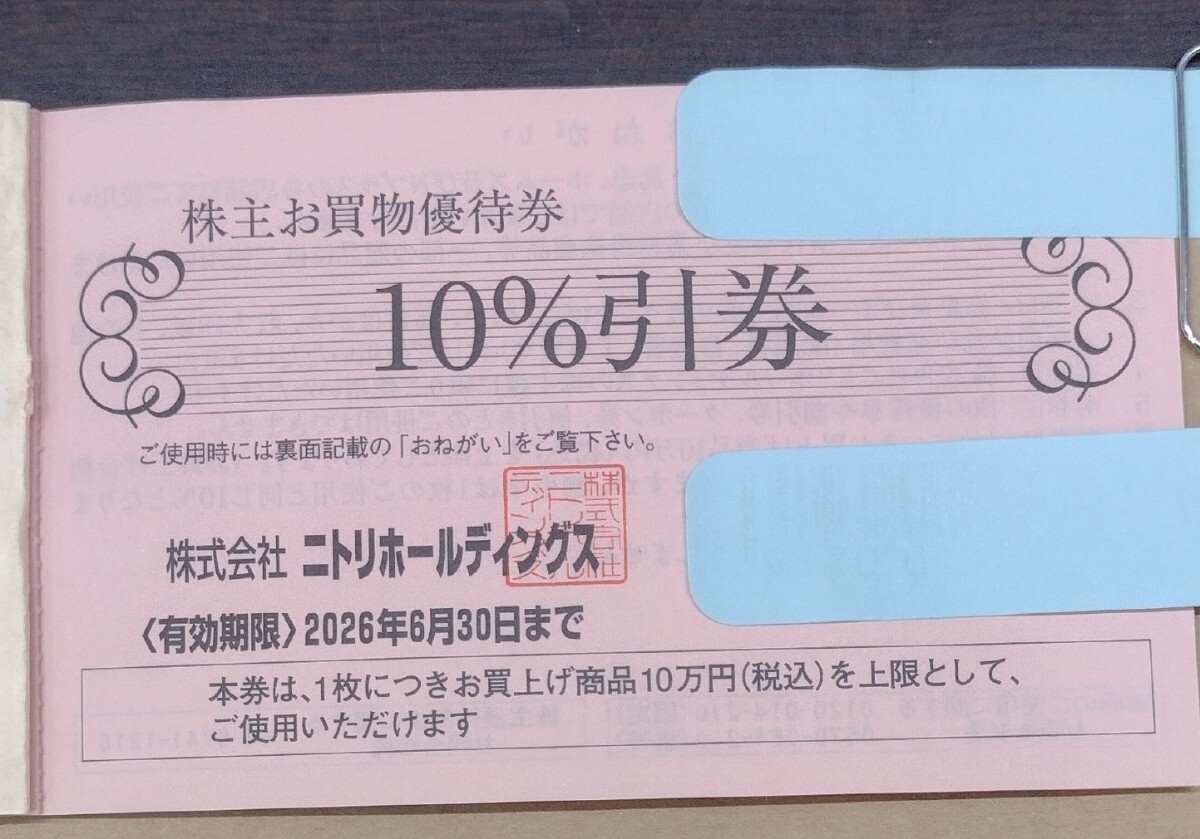 株主お買物優待券
10%引券
ご使用時には裏面記載の「おねがい」をご覧下さい。
株式会社 ニトリホールディングス
〈有効期限〉2026年6月30日まで
本券は、1枚につきお買上げ商品10万円(税込)を上限として、
ご使用いただけます